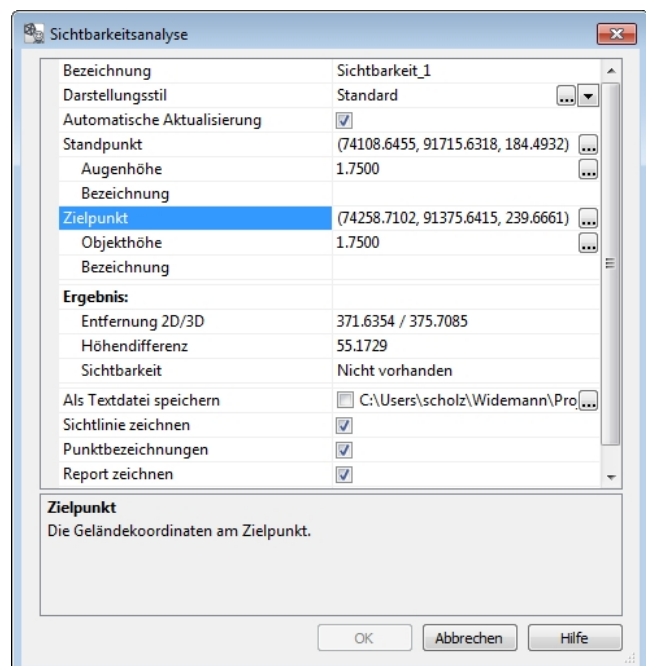 Sichtbarkeitsanalyse
Bezeichnung Sichtbarkeit_1
Darstellungsstil Standard ...
Automatische Aktualisierung
Standpunkt (74108.6455, 91715.6318, 184.4932) ...
Augenhöhe 1.7500 ...
Bezeichnung
Zielpunkt (74258.7102, 91375.6415, 239.6661) ...
Objekthöhe 1.7500 ...
Bezeichnung
Ergebnis:
Entfernung 2D/3D 371.6354 / 375.7085
Höhendifferenz 55.1729
Sichtbarkeit Nicht vorhanden
Als Textdatei speichern C:\Users\scholz\Widemann\Pro ...
Sichtlinie zeichnen
Punktbezeichnungen
Report zeichnen
Zielpunkt
Die Geländekoordinaten am Zielpunkt.
OK Abbrechen Hilfe